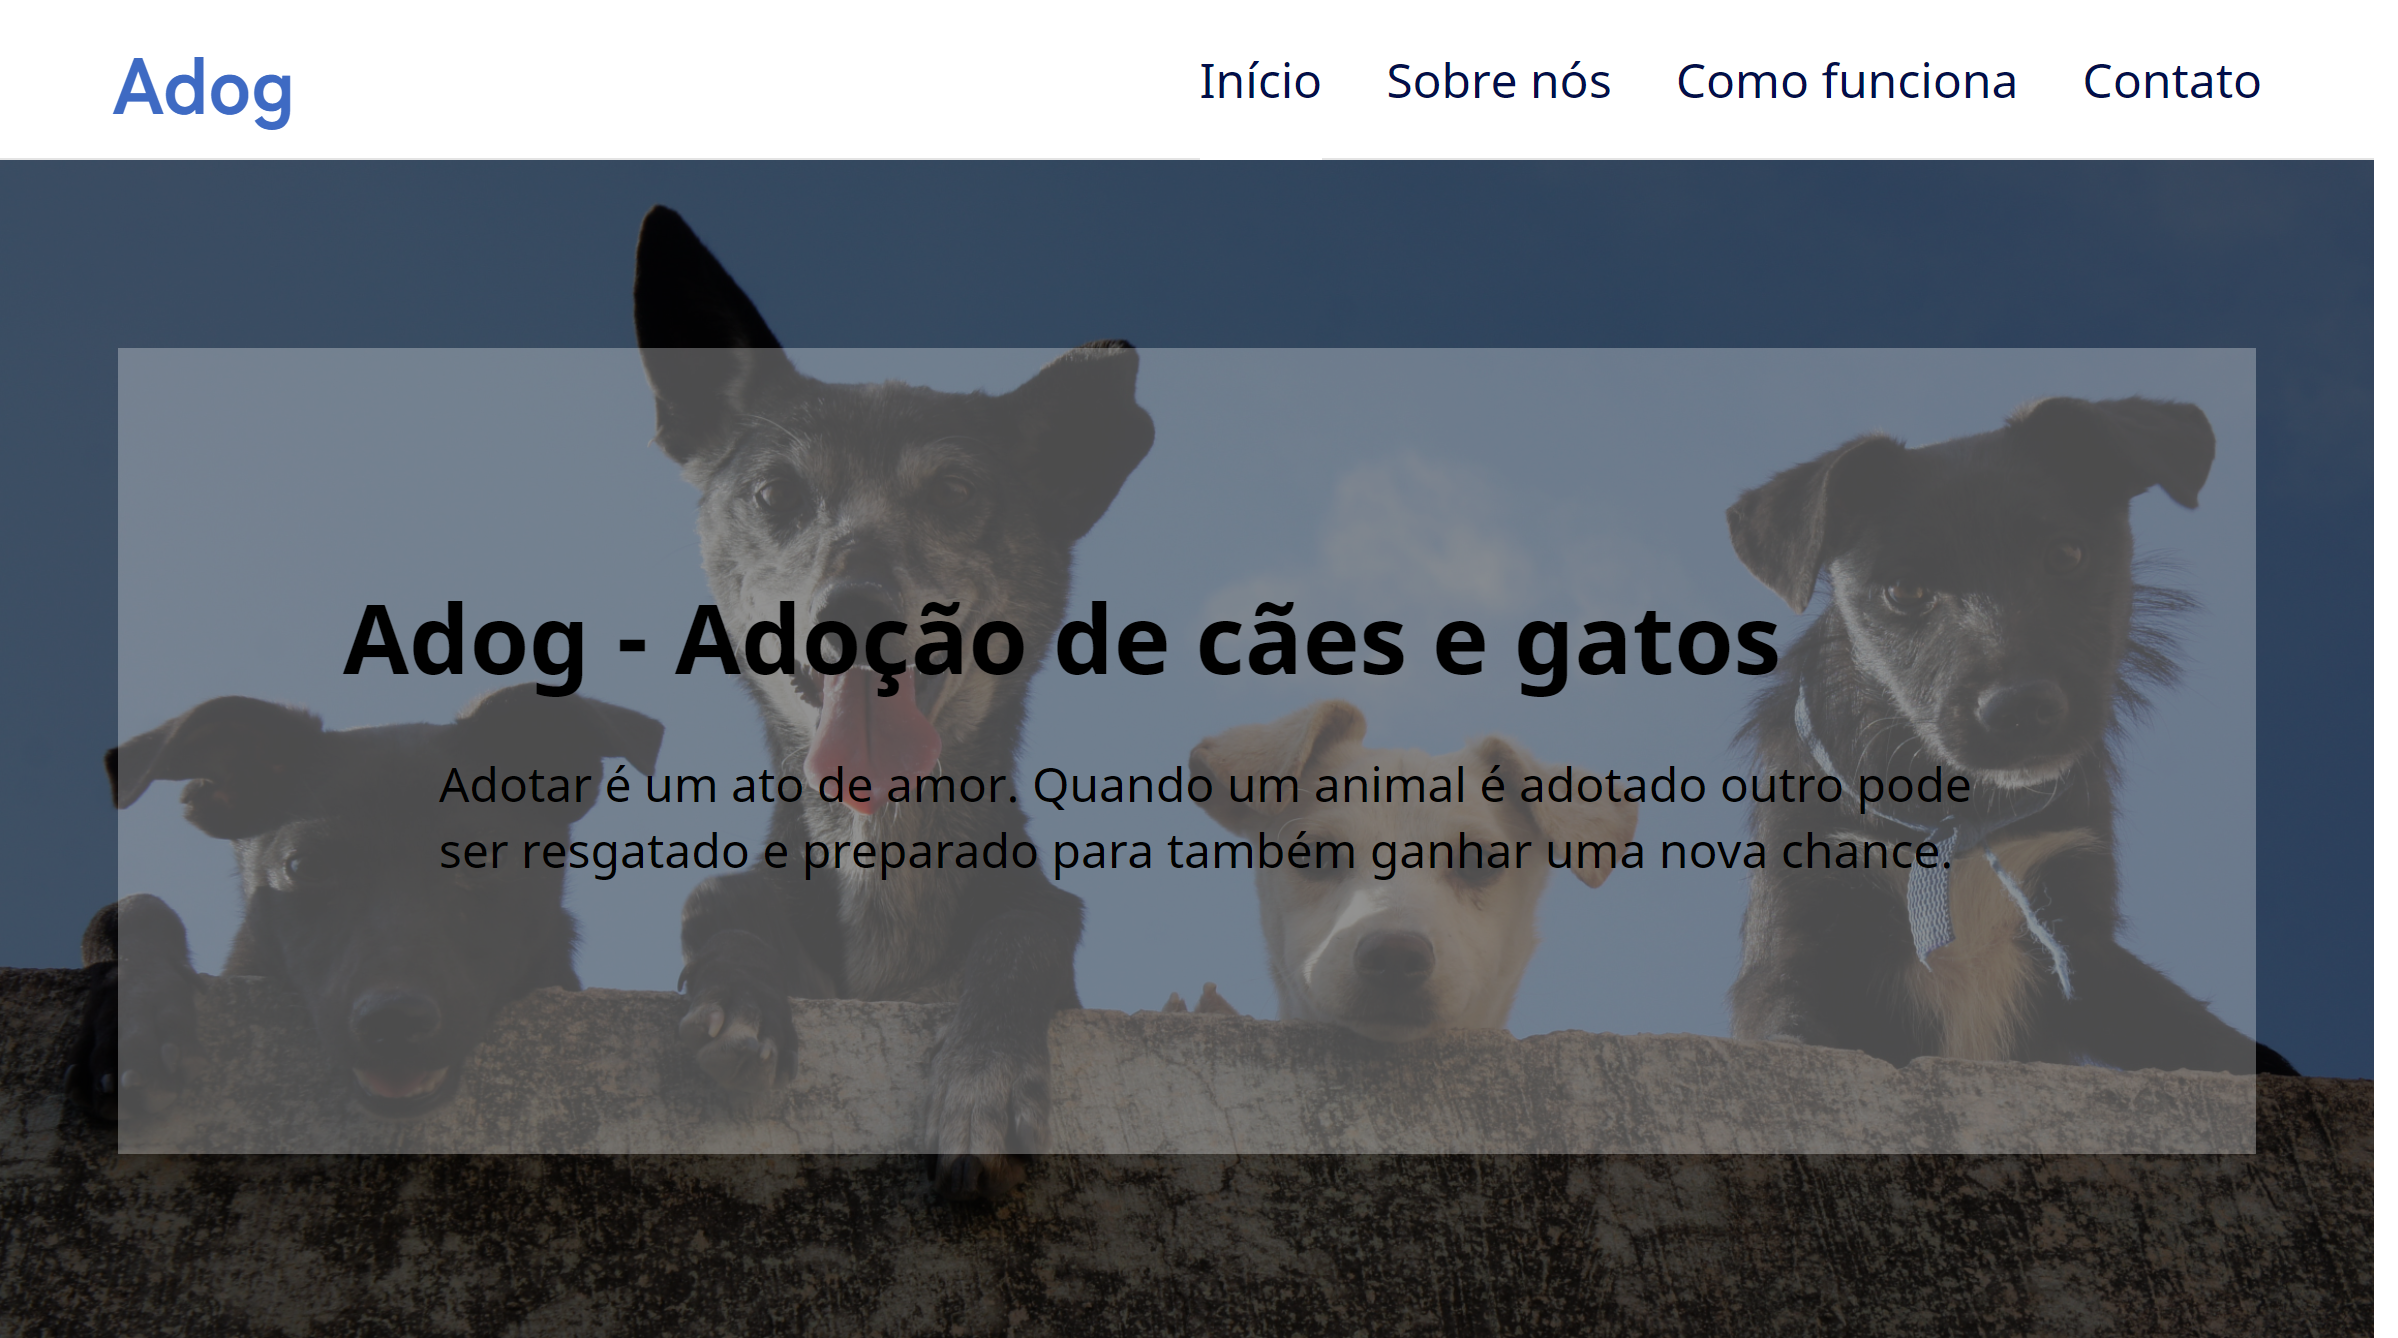 Adog
Início
Sobre nós
Como funciona
Contato
Adog - Adoção de cães e gatos
Adotar é um ato de amor. Quando um animal é adotado outro pode
ser resgatado e preparado para também ganhar uma nova chance.